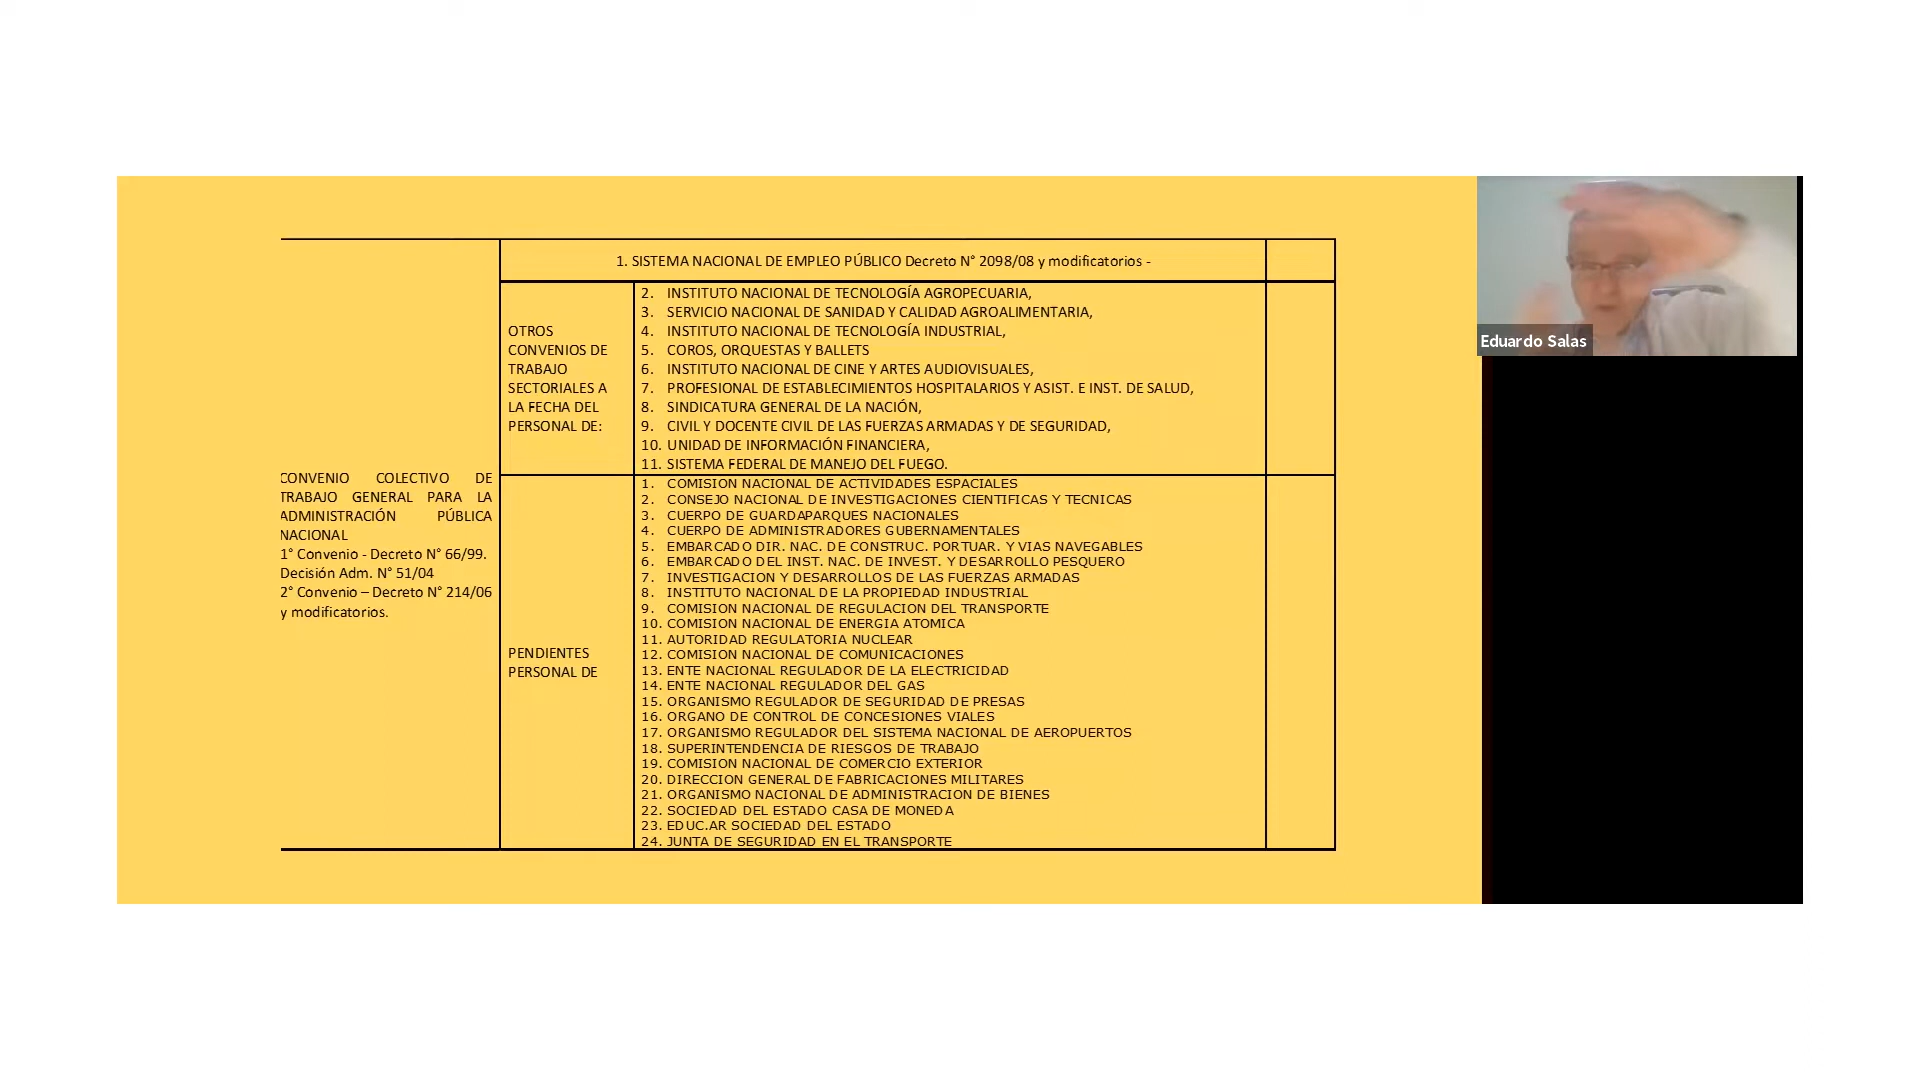 1. SISTEMA NACIONAL DE EMPLEO PÚBLICO Decreto N° 2098/08 y modificatorios -
OTROS
CONVENIOS DE
TRABAJO
SECTORIALES A
LA FECHA DEL
PERSONAL DE:
2. INSTITUTO NACIONAL DE TECNOLOGÍA AGROPECUARIA,
3. SERVICIO NACIONAL DE SANIDAD Y CALIDAD AGROALIMENTARIA,
4. INSTITUTO NACIONAL DE TECNOLOGÍA INDUSTRIAL,
5. COROS, ORQUESTAS Y BALLETS
6. INSTITUTO NACIONAL DE CINE Y ARTES AUDIOVISUALES,
7. PROFESIONAL DE ESTABLECIMIENTOS HOSPITALARIOS Y ASIST. E INST. DE SALUD,
8. SINDICATURA GENERAL DE LA NACIÓN,
9. CIVIL Y DOCENTE CIVIL DE LAS FUERZAS ARMADAS Y DE SEGURIDAD,
10. UNIDAD DE INFORMACIÓN FINANCIERA,
11. SISTEMA FEDERAL DE MANEJO DEL FUEGO.
CONVENIO COLECTIVO DE
TRABAJO GENERAL PARA LA
ADMINISTRACIÓN PÚBLICA
NACIONAL
1° Convenio - Decreto N° 66/99.
Decisión Adm. N° 51/04
2° Convenio – Decreto N° 214/06
y modificatorios.
PENDIENTES
PERSONAL DE
1. COMISION NACIONAL DE ACTIVIDADES ESPACIALES
2. CONSEJO NACIONAL DE INVESTIGACIONES CIENTIFICAS Y TECNICAS
3. CUERPO DE GUARDAPARQUES NACIONALES
4. CUERPO DE ADMINISTRADORES GUBERNAMENTALES
5. EMBARCADO DIR. NAC. DE CONSTRUC. PORTUAR. Y VIAS NAVEGABLES
6. EMBARCADO DEL INST. NAC. DE INVEST. Y DESARROLLO PESQUERO
7. INVESTIGACION Y DESARROLLOS DE LAS FUERZAS ARMADAS
8. INSTITUTO NACIONAL DE LA PROPIEDAD INDUSTRIAL
9. COMISION NACIONAL DE REGULACION DEL TRANSPORTE
10. COMISION NACIONAL DE ENERGIA ATOMICA
11. AUTORIDAD REGULATORIA NUCLEAR
12. COMISION NACIONAL DE COMUNICACIONES
13. ENTE NACIONAL REGULADOR DE LA ELECTRICIDAD
14. ENTE NACIONAL REGULADOR DEL GAS
15. ORGANISMO REGULADOR DE SEGURIDAD DE PRESAS
16. ORGANO DE CONTROL DE CONCESIONES VIALES
17. ORGANISMO REGULADOR DEL SISTEMA NACIONAL DE AEROPUERTOS
18. SUPERINTENDENCIA DE RIESGOS DE TRABAJO
19. COMISION NACIONAL DE COMERCIO EXTERIOR
20. DIRECCION GENERAL DE FABRICACIONES MILITARES
21. ORGANISMO NACIONAL DE ADMINISTRACION DE BIENES
22. SOCIEDAD DEL ESTADO CASA DE MONEDA
23. EDUC.AR SOCIEDAD DEL ESTADO
24. JUNTA DE SEGURIDAD EN EL TRANSPORTE
Eduardo Salas